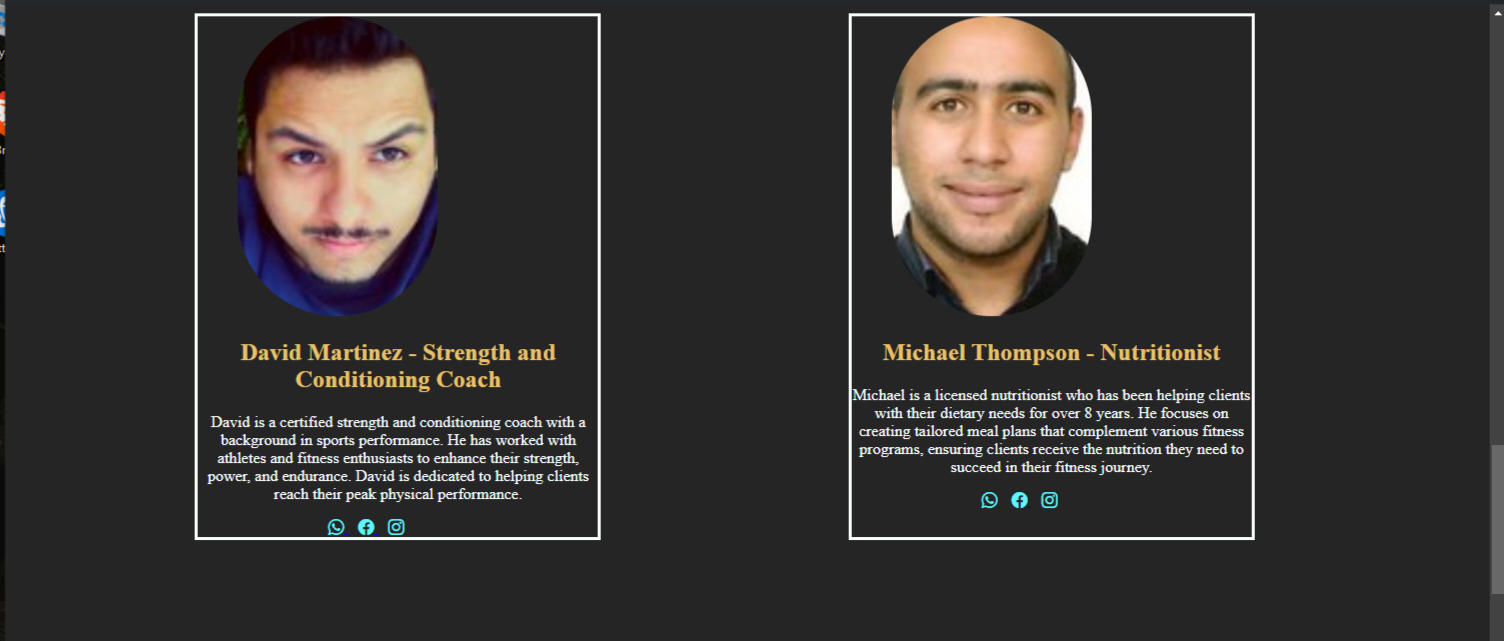 David Martinez - Strength and
Conditioning Coach
David is a certified strength and conditioning coach with a
background in sports performance. He has worked with
athletes and fitness enthusiasts to enhance their strength,
power, and endurance. David is dedicated to helping clients
reach their peak physical performance.
Michael Thompson - Nutritionist
Michael is a licensed nutritionist who has been helping clients
with their dietary needs for over 8 years. He focuses on
creating tailored meal plans that complement various fitness
programs, ensuring clients receive the nutrition they need to
succeed in their fitness journey.